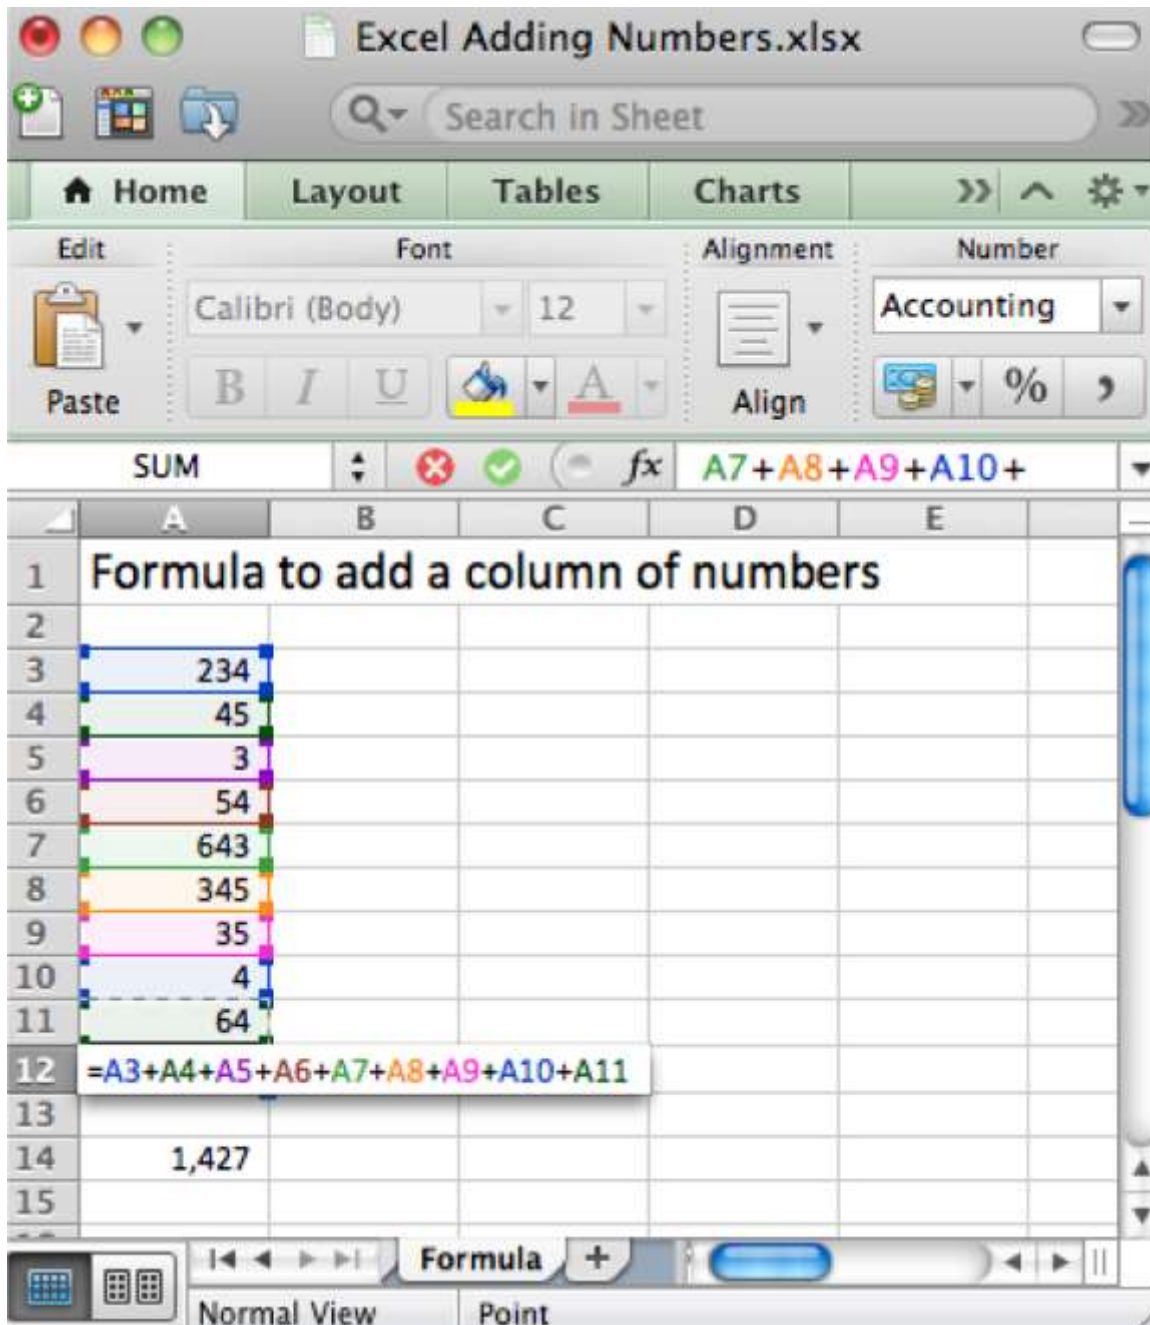 Excel Adding Numbers.xlsx
Search in Sheet
Home Layout Tables Charts
Edit Font Alignment Number
Calibri (Body) 12 Accounting
B I U A % ,
Paste Align
SUM fx A7+A8+A9+A10+
A B C D E
1 Formula to add a column of numbers
2
3 234
4 45
5 3
6 54
7 643
8 345
9 35
10 4
11 64
12 =A3+A4+A5+A6+A7+A8+A9+A10+A11
13
14 1,427
15
Formula +
Normal View Point